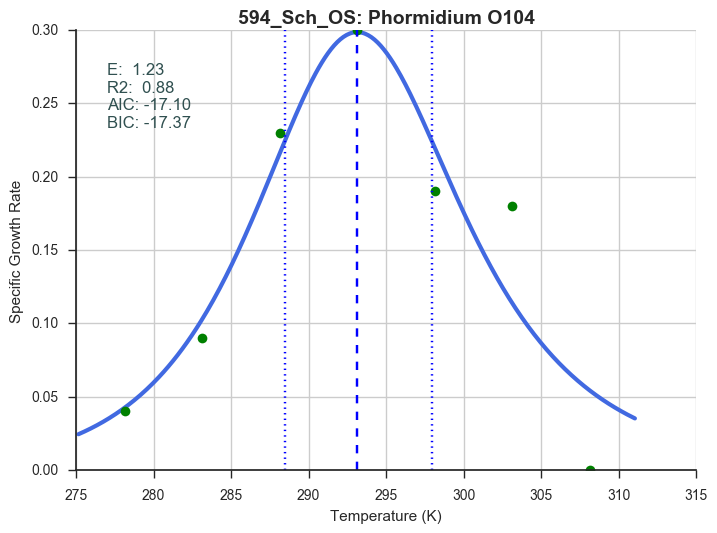 594_Sch_OS: Phormidium O104
E:  1.23
R2:  0.88
AIC: -17.10
BIC: -17.37
Specific Growth Rate
0.30
0.25
0.20
0.15
0.10
0.05
0.00
275 280 285 290 295 300 305 310 315
Temperature (K)